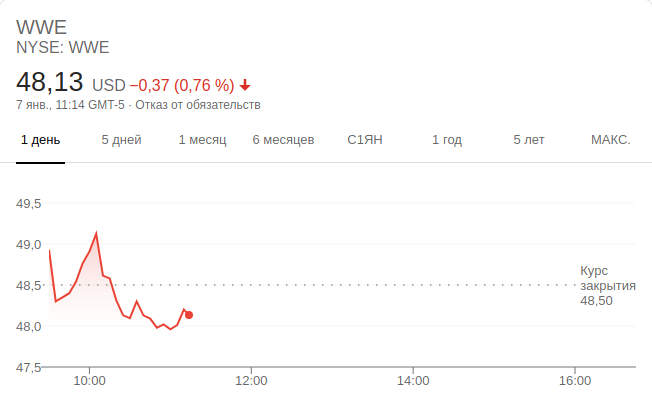 WWE
NYSE: WWE
48,13 USD −0,37 (0,76 %)
7 янв., 11:14 GMT-5 · Отказ от обязательств
1 день 5 дней 1 месяц 6 месяцев С1ЯН 1 год 5 лет МАКС.
49,5
49,0
48,5
48,0
47,5
Курс
закрытия
48,50
10:00 12:00 14:00 16:00